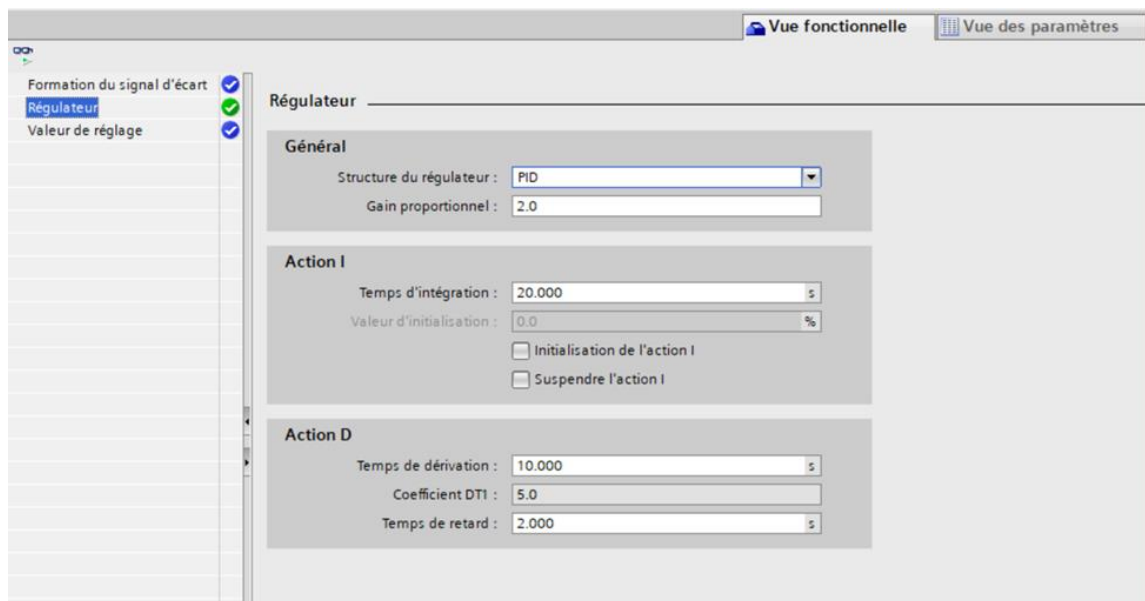 Vue fonctionnelle
Vue des paramètres
Formation du signal d'écart
Régulateur
Valeur de réglage
Régulateur
Général
Structure du régulateur : PID
Gain proportionnel : 2.0
Action I
Temps d'intégration : 20.000 s
Valeur d'initialisation : 0.0 %
Initialisation de l'action I
Suspendre l'action I
Action D
Temps de dérivation : 10.000 s
Coefficient DT1 : 5.0
Temps de retard : 2.000 s